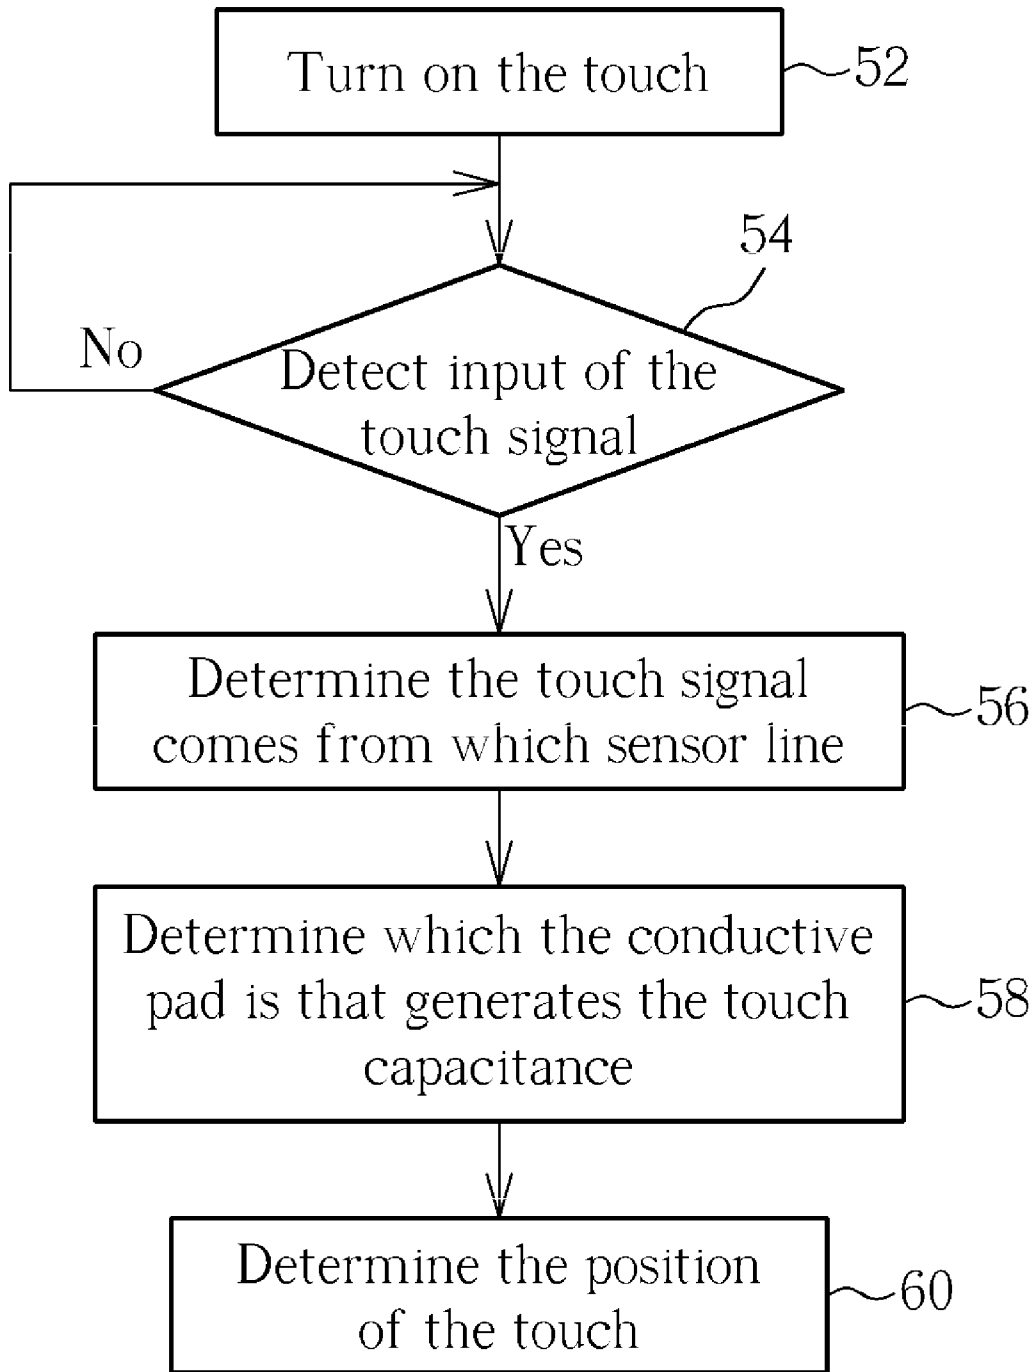 Turn on the touch
52
54
No
Detect input of the
touch signal
Yes
Determine the touch signal
comes from which sensor line
56
Determine which the conductive
pad is that generates the touch
capacitance
58
Determine the position
of the touch
60